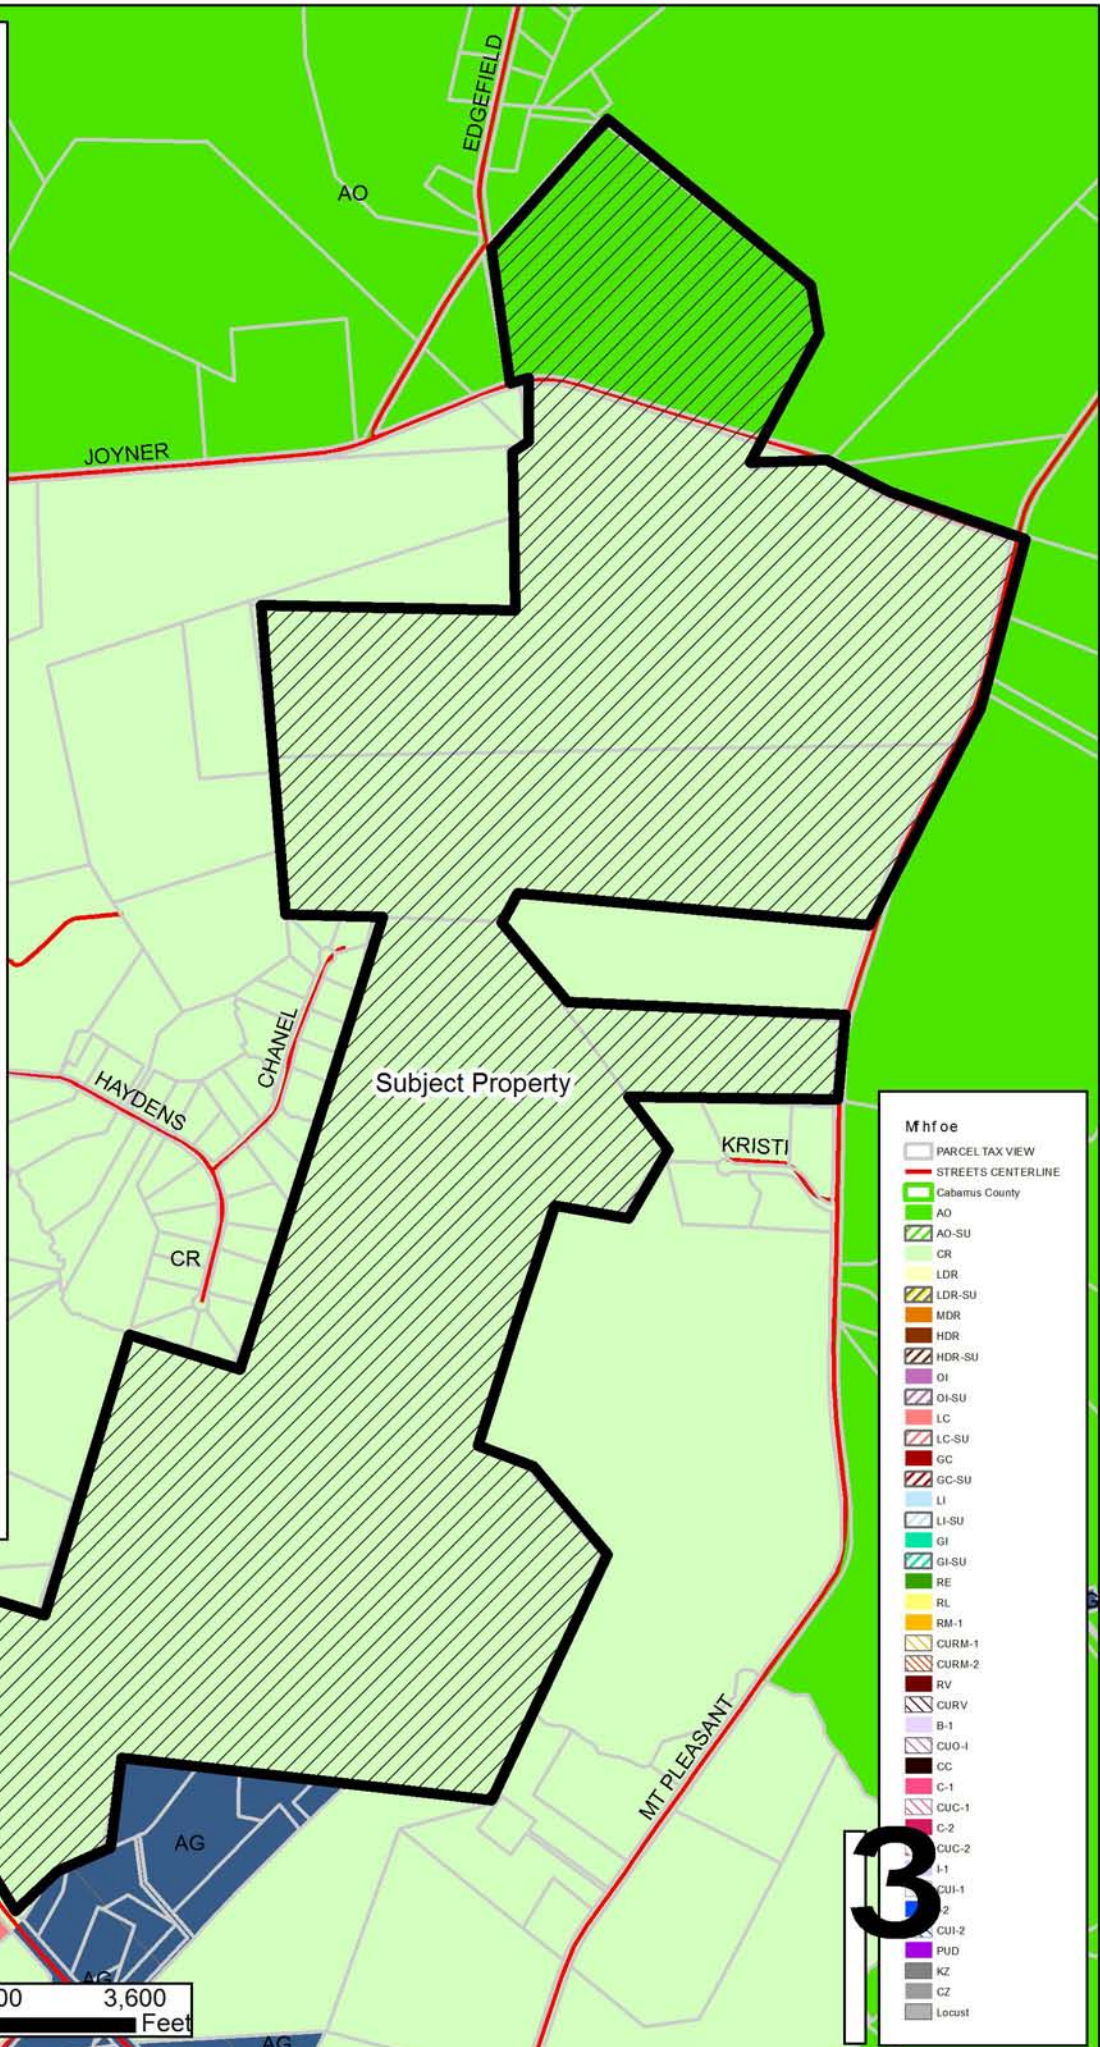 EDGEFIELD
AO
JOYNER
CHANEL
HAYDENS
Subject Property
KRISTI
CR
MT PLEASANT
AG
AG
AG
00 3,600
Feet
Mfhfoe
PARCEL TAX VIEW
STREETS CENTERLINE
Cabarrus County
AO
AO-SU
CR
LDR
LDR-SU
MDR
HDR
HDR-SU
OI
OI-SU
LC
LC-SU
GC
GC-SU
LI
LI-SU
GI
GI-SU
RE
RL
RM-1
CURM-1
CURM-2
RV
CURV
B-1
CUO-I
CC
C-1
CUC-1
C-2
CUC-2
I-1
CUI-1
-2
CUI-2
PUD
KZ
CZ
Locust
3